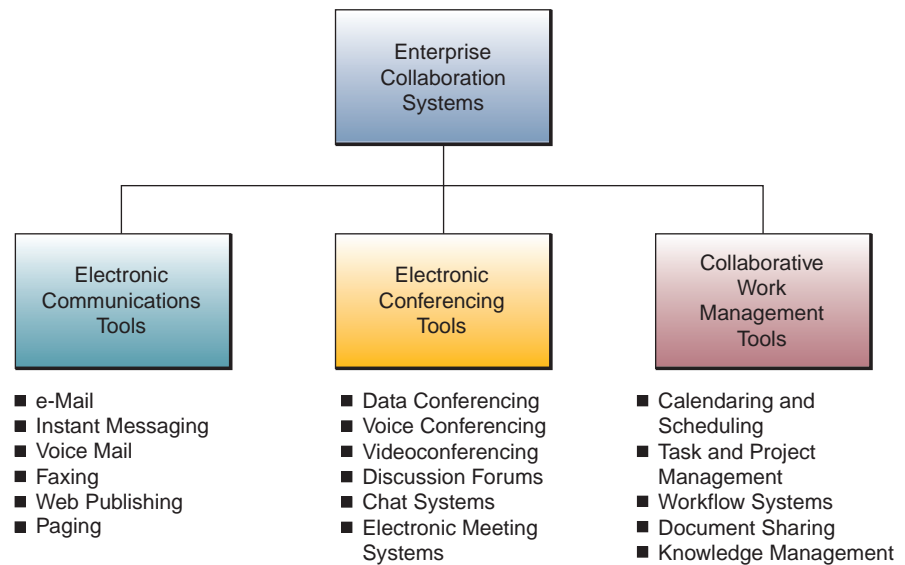 Enterprise
Collaboration
Systems
Electronic
Communications
Tools
Electronic
Conferencing
Tools
Collaborative
Work
Management
Tools
■ e-Mail
■ Instant Messaging
■ Voice Mail
■ Faxing
■ Web Publishing
■ Paging
■ Data Conferencing
■ Voice Conferencing
■ Videoconferencing
■ Discussion Forums
■ Chat Systems
■ Electronic Meeting
Systems
■ Calendaring and
Scheduling
■ Task and Project
Management
■ Workflow Systems
■ Document Sharing
■ Knowledge Management